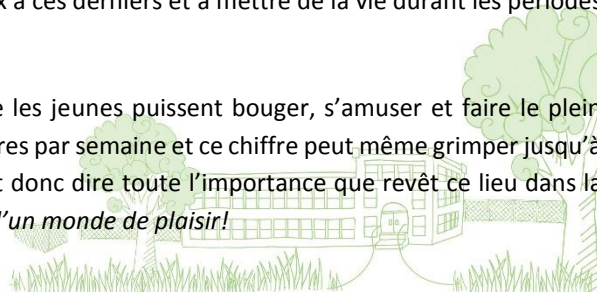 à ces derniers et à mettre de la vie durant les périodes
les jeunes puissent bouger, s’amuser et faire le plein
par semaine et ce chiffre peut même grimper jusqu’à
donc dire toute l’importance que revêt ce lieu dans la
d’un monde de plaisir!